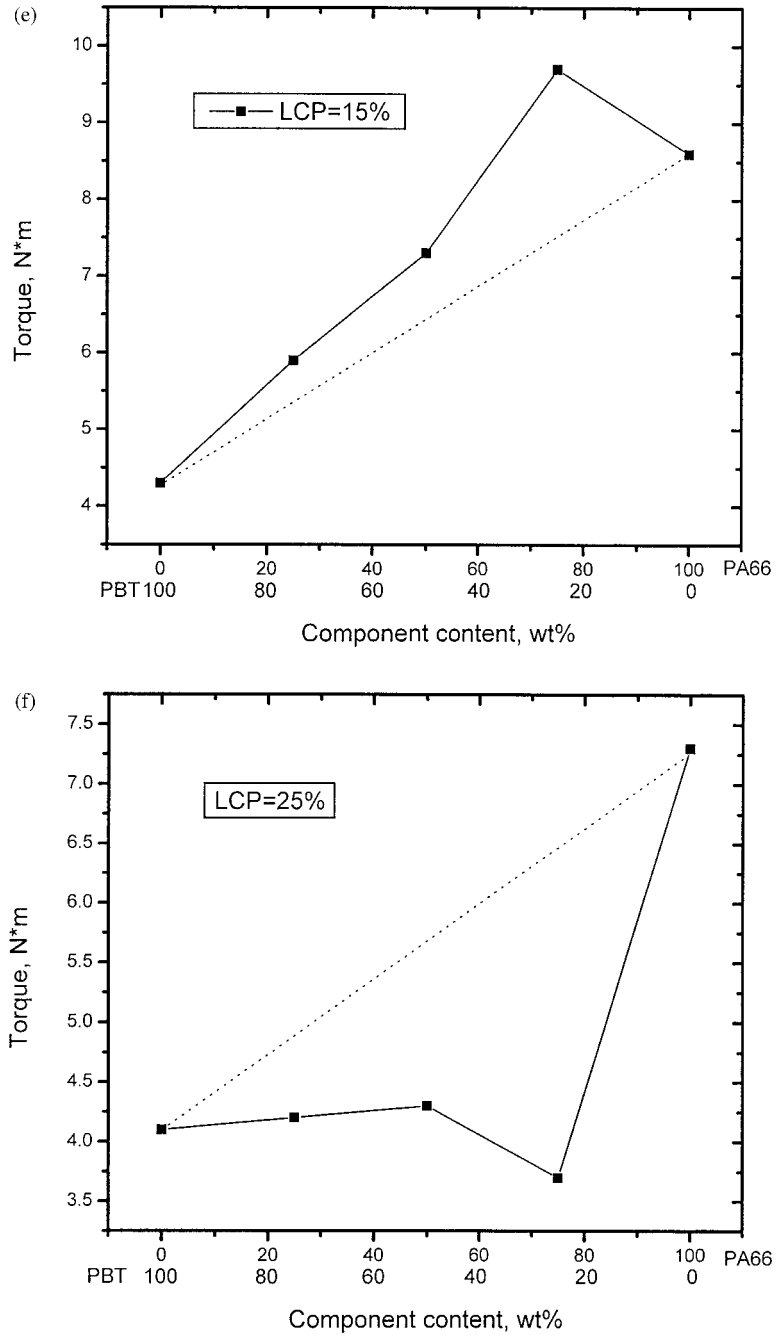 (e)
10
9
8
7
6
5
4
LCP=15%
Torque, N*m
0 20 40 60 80 100 PA66
PBT 100 80 60 40 20 0
Component content, wt%
(f)
7.5
7.0
6.5
6.0
5.5
5.0
4.5
4.0
3.5
LCP=25%
Torque, N*m
0 20 40 60 80 100 PA66
PBT 100 80 60 40 20 0
Component content, wt%